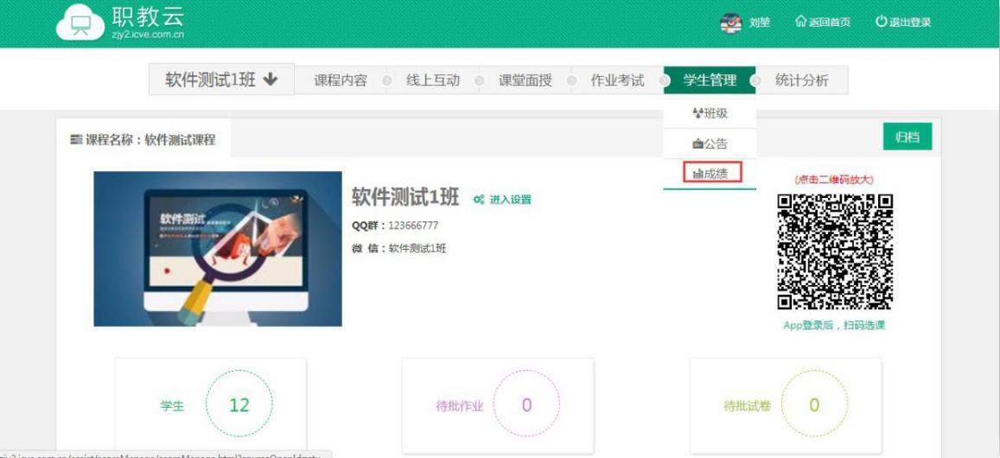 职教云
zjy2.icve.com.cn
刘堃 返回首页 退出登录
软件测试1班 课程内容 线上互动 课堂面授 作业考试 学生管理 统计分析
班级
公告
成绩
课程名称：软件测试课程
归档
软件测试
软件测试1班 进入设置
QQ群：123666777
微 信：软件测试1班
(点击二维码放大)
App登录后，扫码选课
学生 12
待批作业 0
待批试卷 0